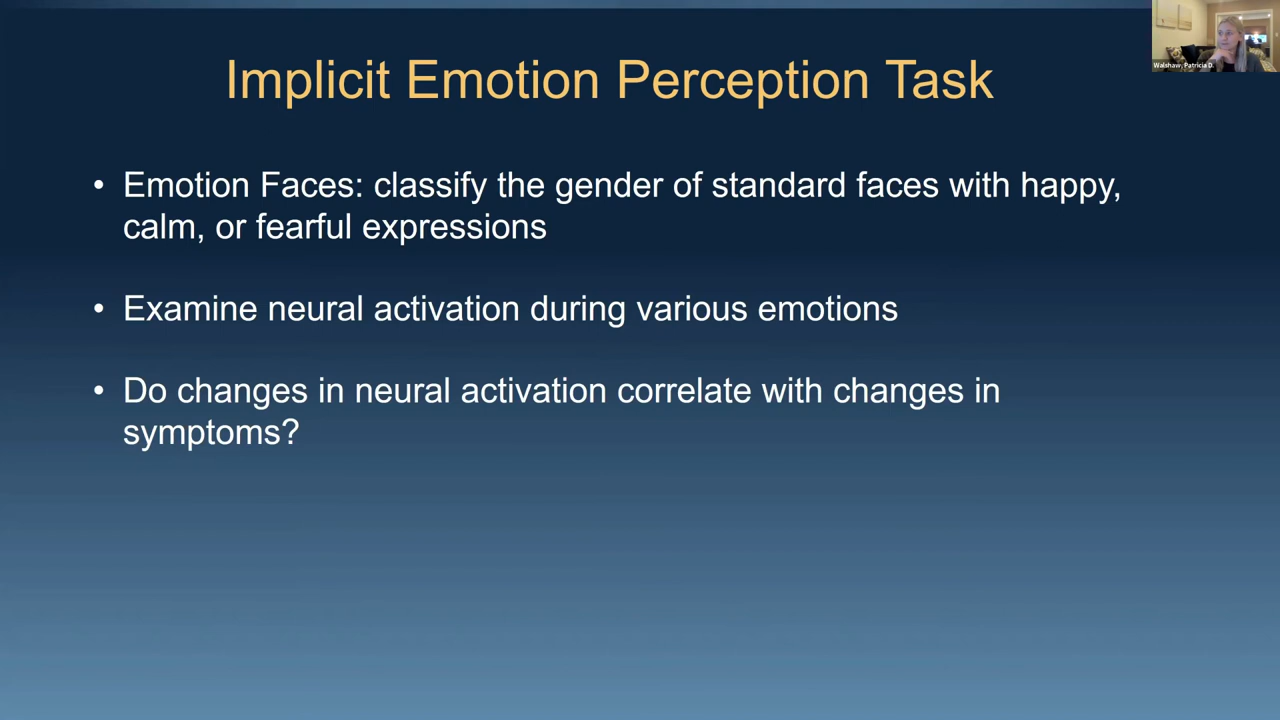 Implicit Emotion Perception Task
Walshaw, Patricia D.
• Emotion Faces: classify the gender of standard faces with happy,
calm, or fearful expressions
• Examine neural activation during various emotions
• Do changes in neural activation correlate with changes in
symptoms?